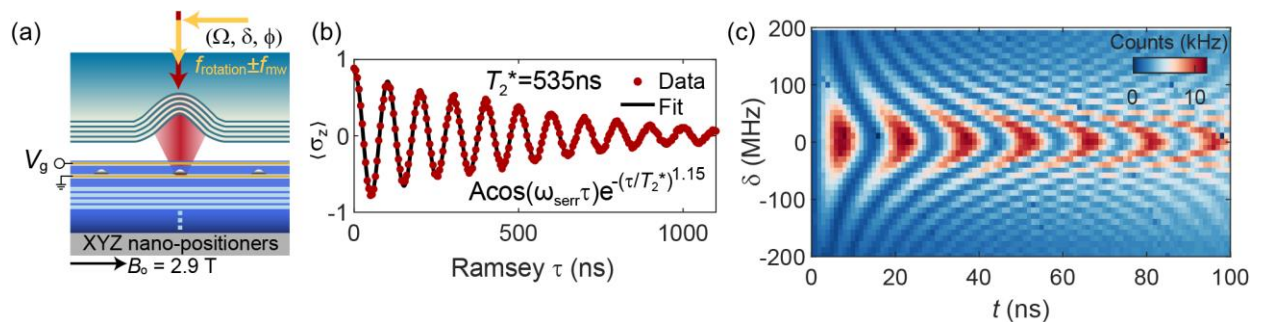 (a)
(Ω, δ, ϕ)
f_rotation±f_mw
V_g
XYZ nano-positioners
B_o = 2.9 T
(b)
⟨σ_z⟩
1
0
-1
T_2*=535ns
Data
Fit
Acos(ω_serr τ)e^-(τ/T_2*)^1.15
0
500
1000
Ramsey τ (ns)
(c)
δ (MHz)
200
100
0
-100
-200
Counts (kHz)
0 10
0 20 40 60 80 100
t (ns)